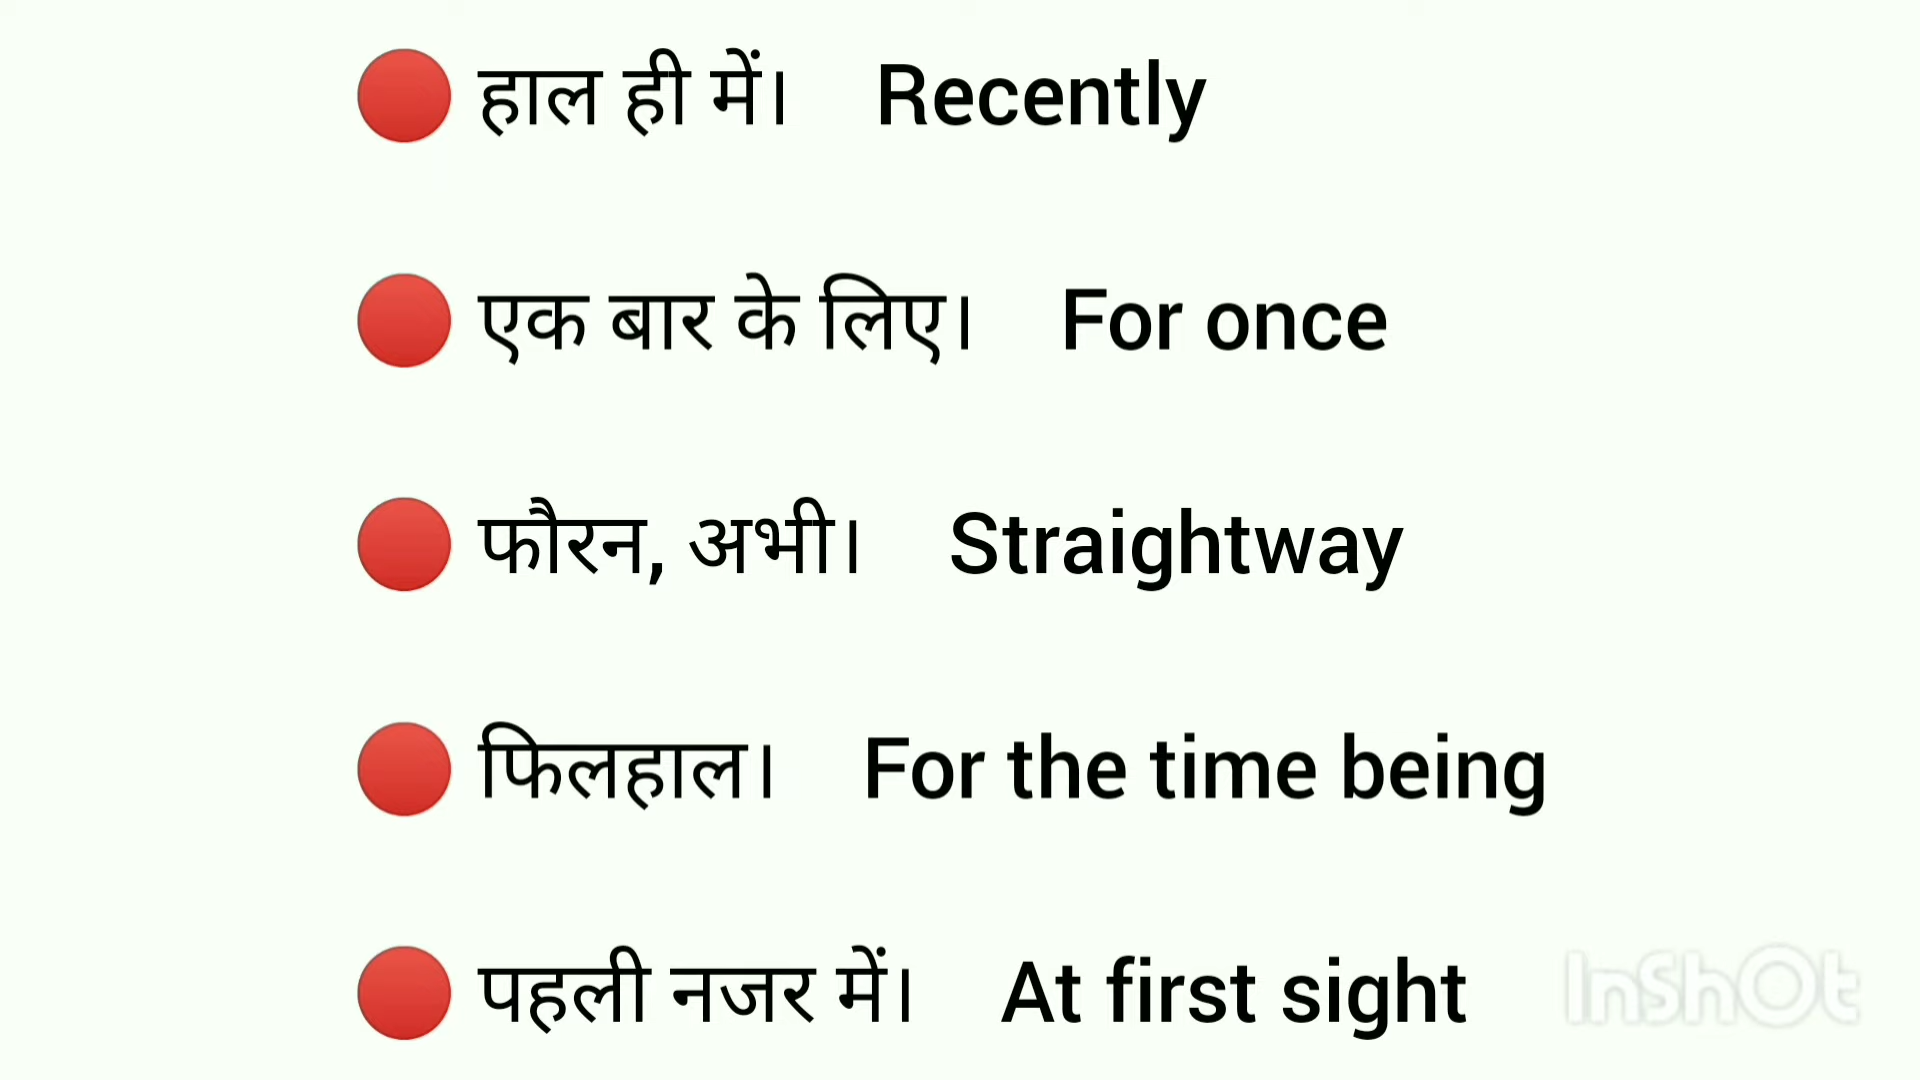 🔴 हाल ही में। Recently
🔴 एक बार के लिए। For once
🔴 फौरन, अभी। Straightway
🔴 फिलहाल। For the time being
🔴 पहली नजर में। At first sight
InShOt